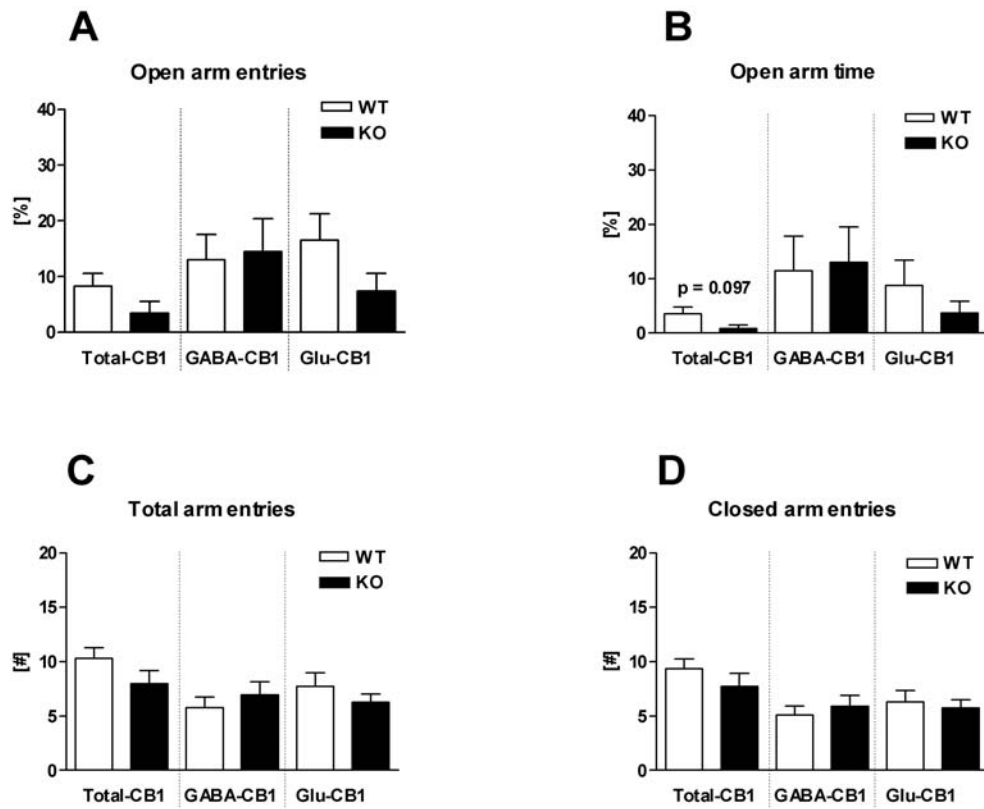 A
Open arm entries
WT
KO
40
30
20
10
0
[%]
Total-CB1 GABA-CB1 Glu-CB1
B
Open arm time
WT
KO
40
30
20
10
0
[%]
p = 0.097
Total-CB1 GABA-CB1 Glu-CB1
C
Total arm entries
WT
KO
20
15
10
5
0
[#]
Total-CB1 GABA-CB1 Glu-CB1
D
Closed arm entries
WT
KO
20
15
10
5
0
[#]
Total-CB1 GABA-CB1 Glu-CB1